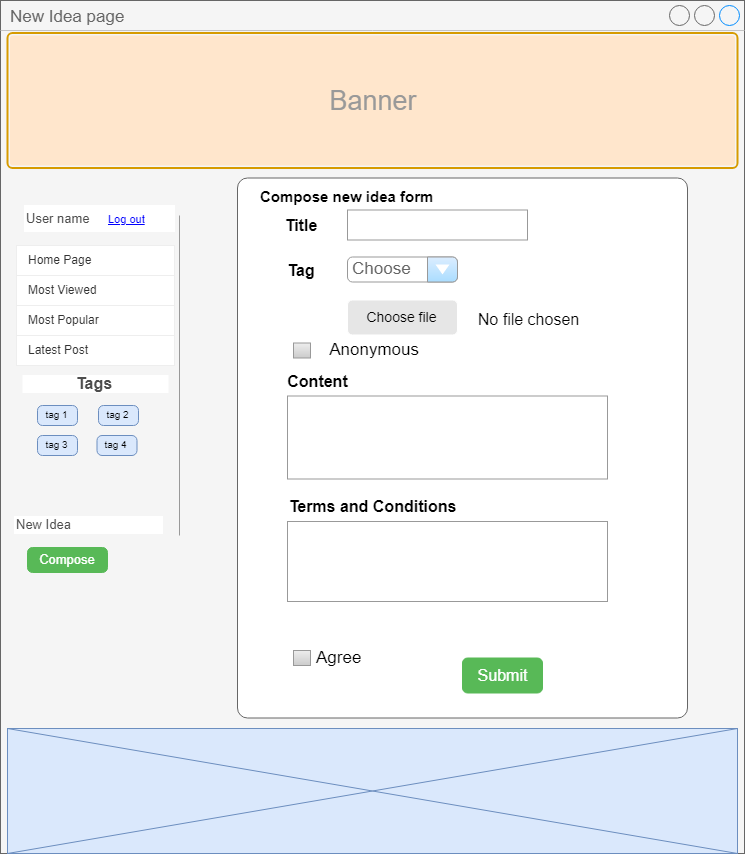 New Idea page
Banner
User name Log out
Home Page
Most Viewed
Most Popular
Latest Post
Tags
tag 1 tag 2
tag 3 tag 4
New Idea
Compose
Compose new idea form
Title
Tag Choose
Choose file No file chosen
Anonymous
Content
Terms and Conditions
Agree
Submit